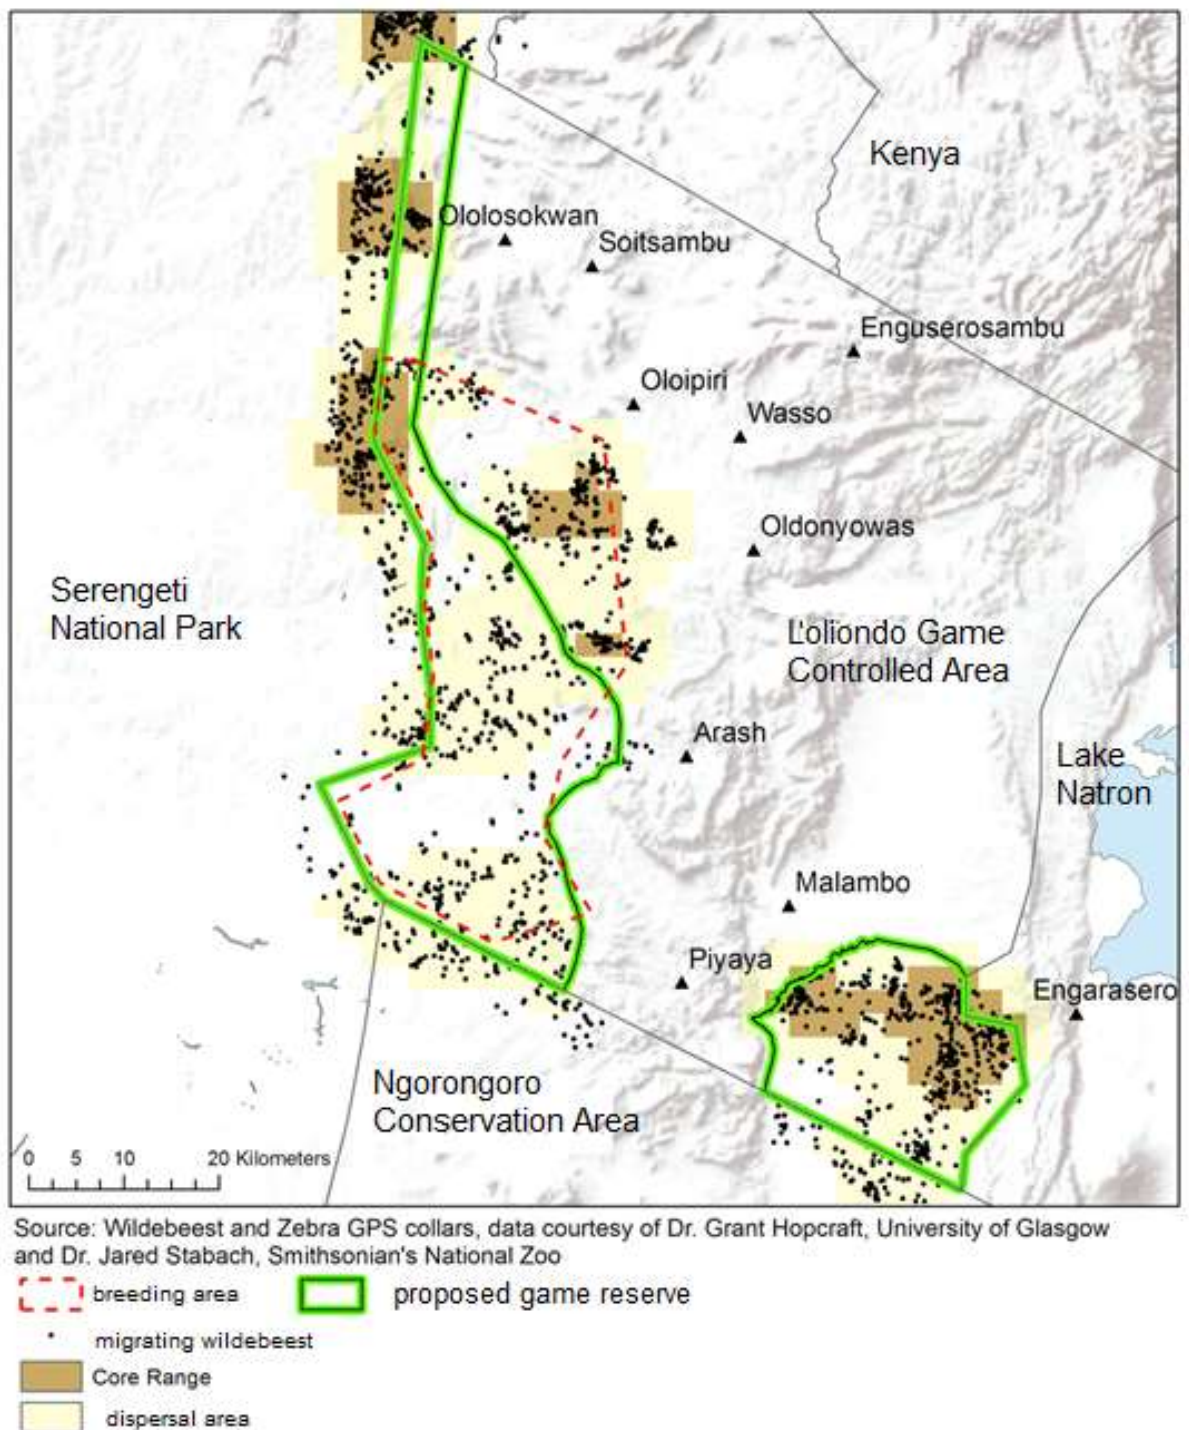 Kenya
Ololosokwan
Soitsambu
Enguserosambu
Oloipiri
Wasso
Oldonyowas
Serengeti
National Park
L'oliondo Game
Controlled Area
Arash
Lake
Natron
Malambo
Piyaya
Engarasero
Ngorongoro
Conservation Area
0 5 10 20 Kilometers
Source: Wildebeest and Zebra GPS collars, data courtesy of Dr. Grant Hopcraft, University of Glasgow
and Dr. Jared Stabach, Smithsonian's National Zoo
breeding area proposed game reserve
migrating wildebeest
Core Range
dispersal area